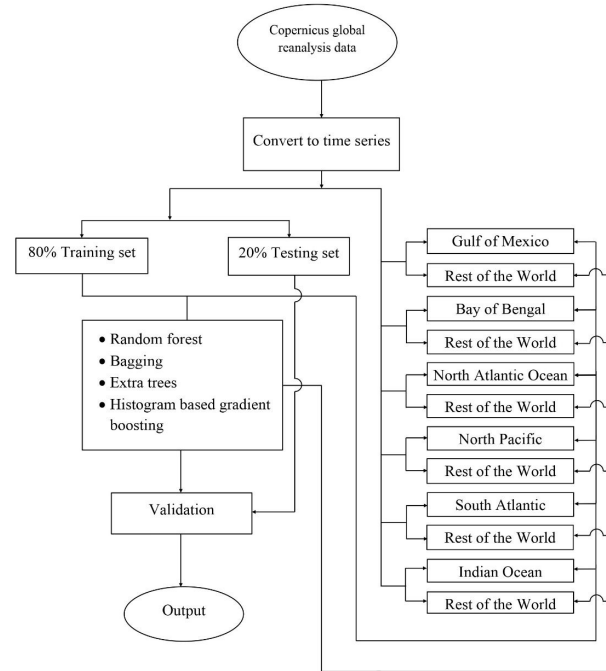 Copernicus global
reanalysis data
Convert to time series
80% Training set
20% Testing set
• Random forest
• Bagging
• Extra trees
• Histogram based gradient
boosting
Validation
Output
Gulf of Mexico
Rest of the World
Bay of Bengal
Rest of the World
North Atlantic Ocean
Rest of the World
North Pacific
Rest of the World
South Atlantic
Rest of the World
Indian Ocean
Rest of the World